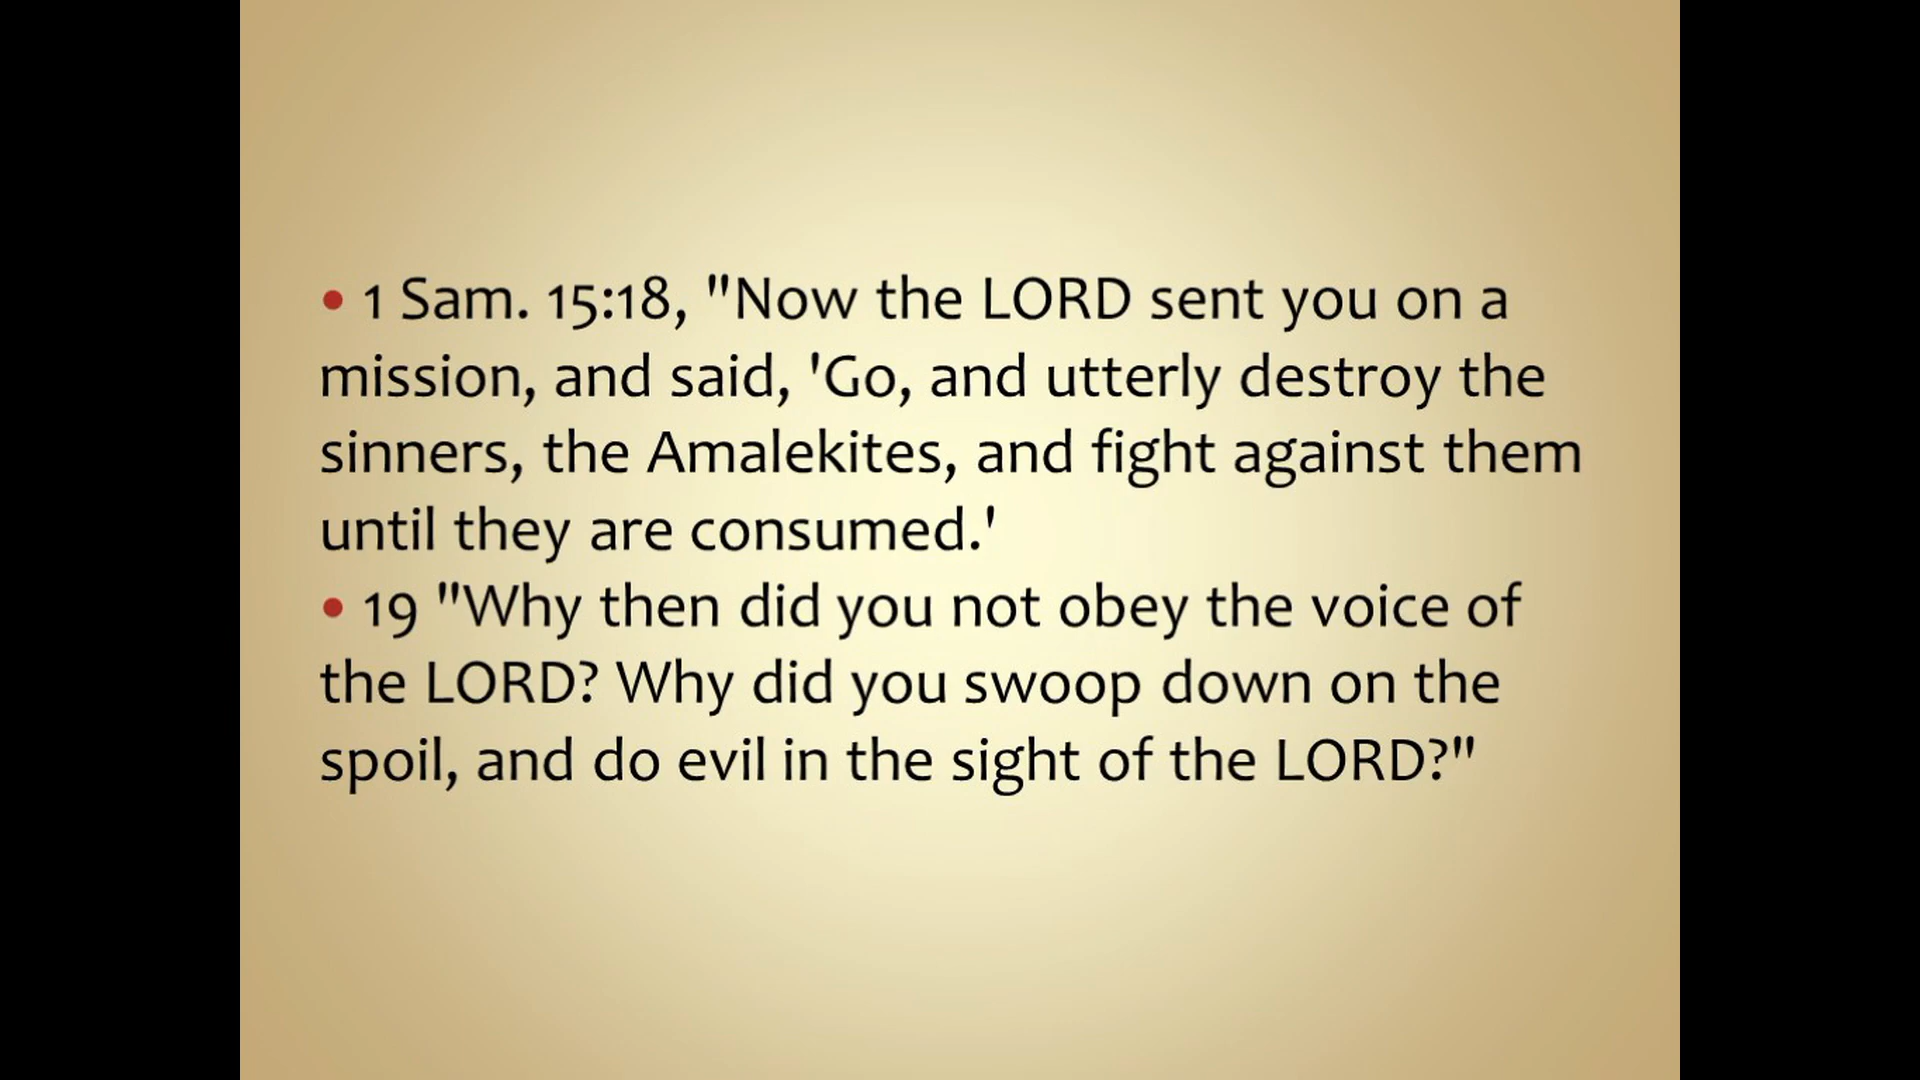 • 1 Sam. 15:18, "Now the LORD sent you on a
mission, and said, 'Go, and utterly destroy the
sinners, the Amalekites, and fight against them
until they are consumed.'
• 19 "Why then did you not obey the voice of
the LORD? Why did you swoop down on the
spoil, and do evil in the sight of the LORD?"